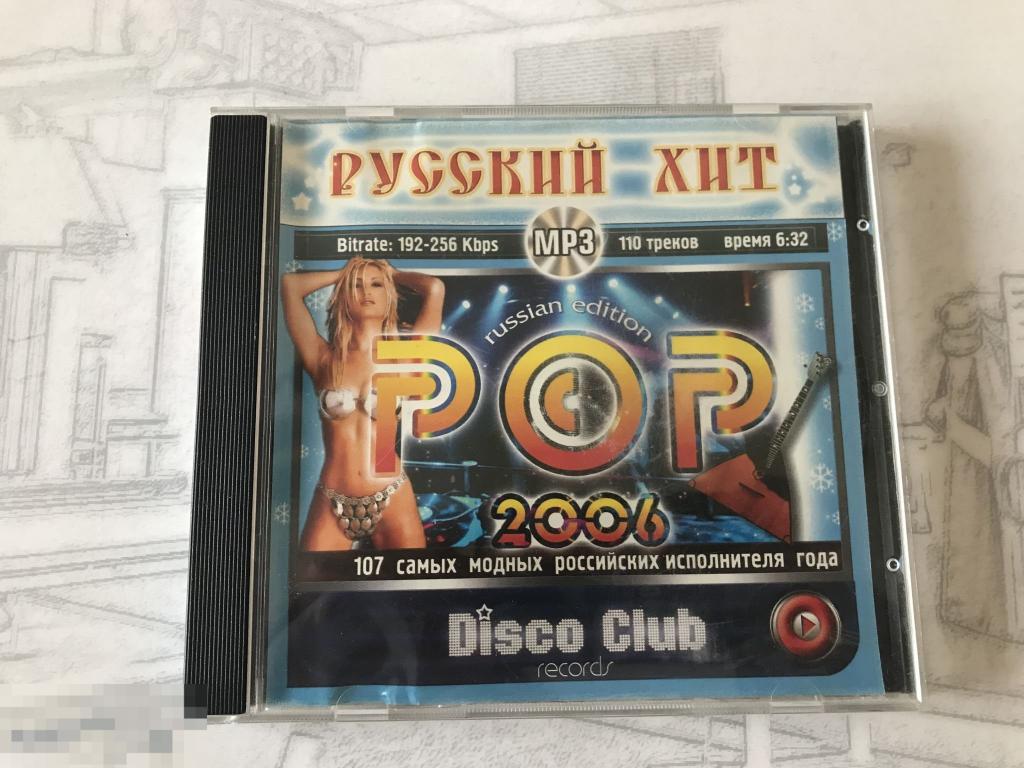 РУССКИЙ ХИТ
Bitrate: 192-256 Kbps MP3 110 треков время 6:32
russian edition
POP
2006
107 самых модных российских исполнителя года
Disco Club
records